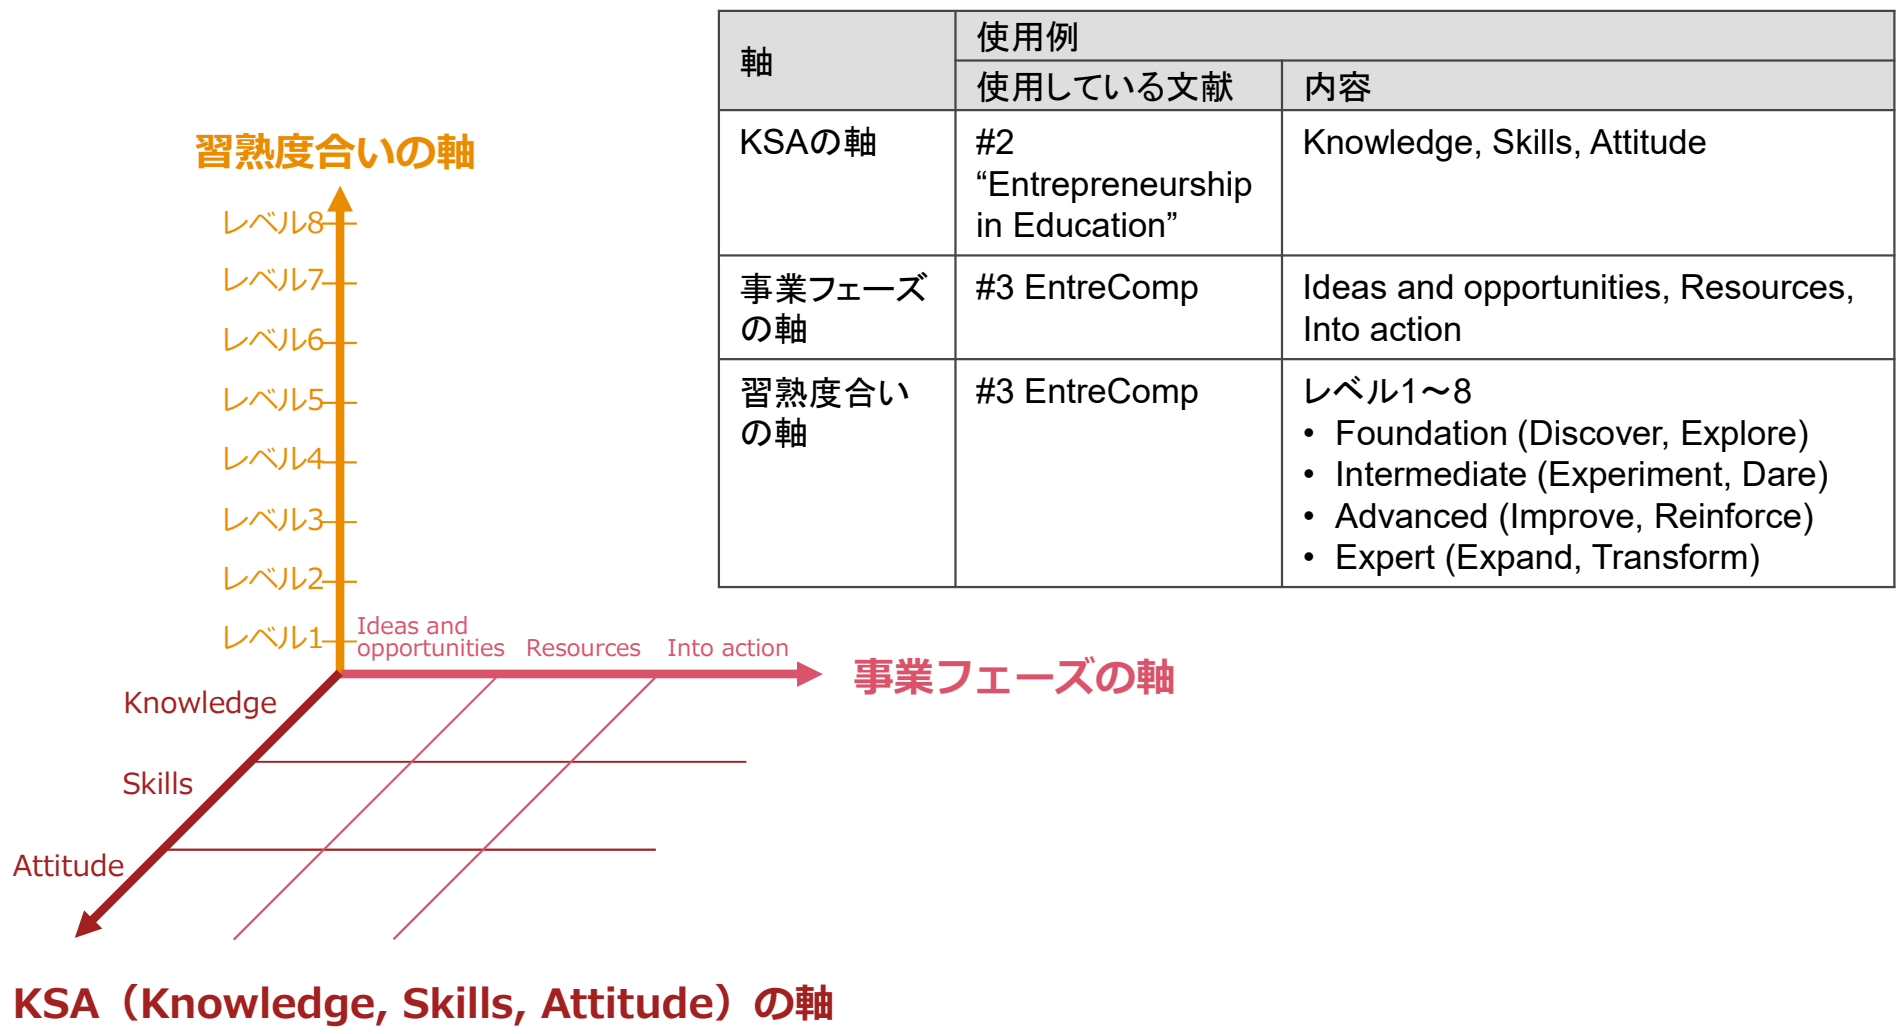 軸
使用例
使用している文献
内容
KSAの軸
#2
“Entrepreneurship
in Education”
Knowledge, Skills, Attitude
事業フェーズ
の軸
#3 EntreComp
Ideas and opportunities, Resources,
Into action
習熟度合い
の軸
#3 EntreComp
レベル1～8
• Foundation (Discover, Explore)
• Intermediate (Experiment, Dare)
• Advanced (Improve, Reinforce)
• Expert (Expand, Transform)
習熟度合いの軸
レベル8
レベル7
レベル6
レベル5
レベル4
レベル3
レベル2
レベル1
Ideas and
opportunities
Resources
Into action
事業フェーズの軸
Knowledge
Skills
Attitude
KSA（Knowledge, Skills, Attitude）の軸